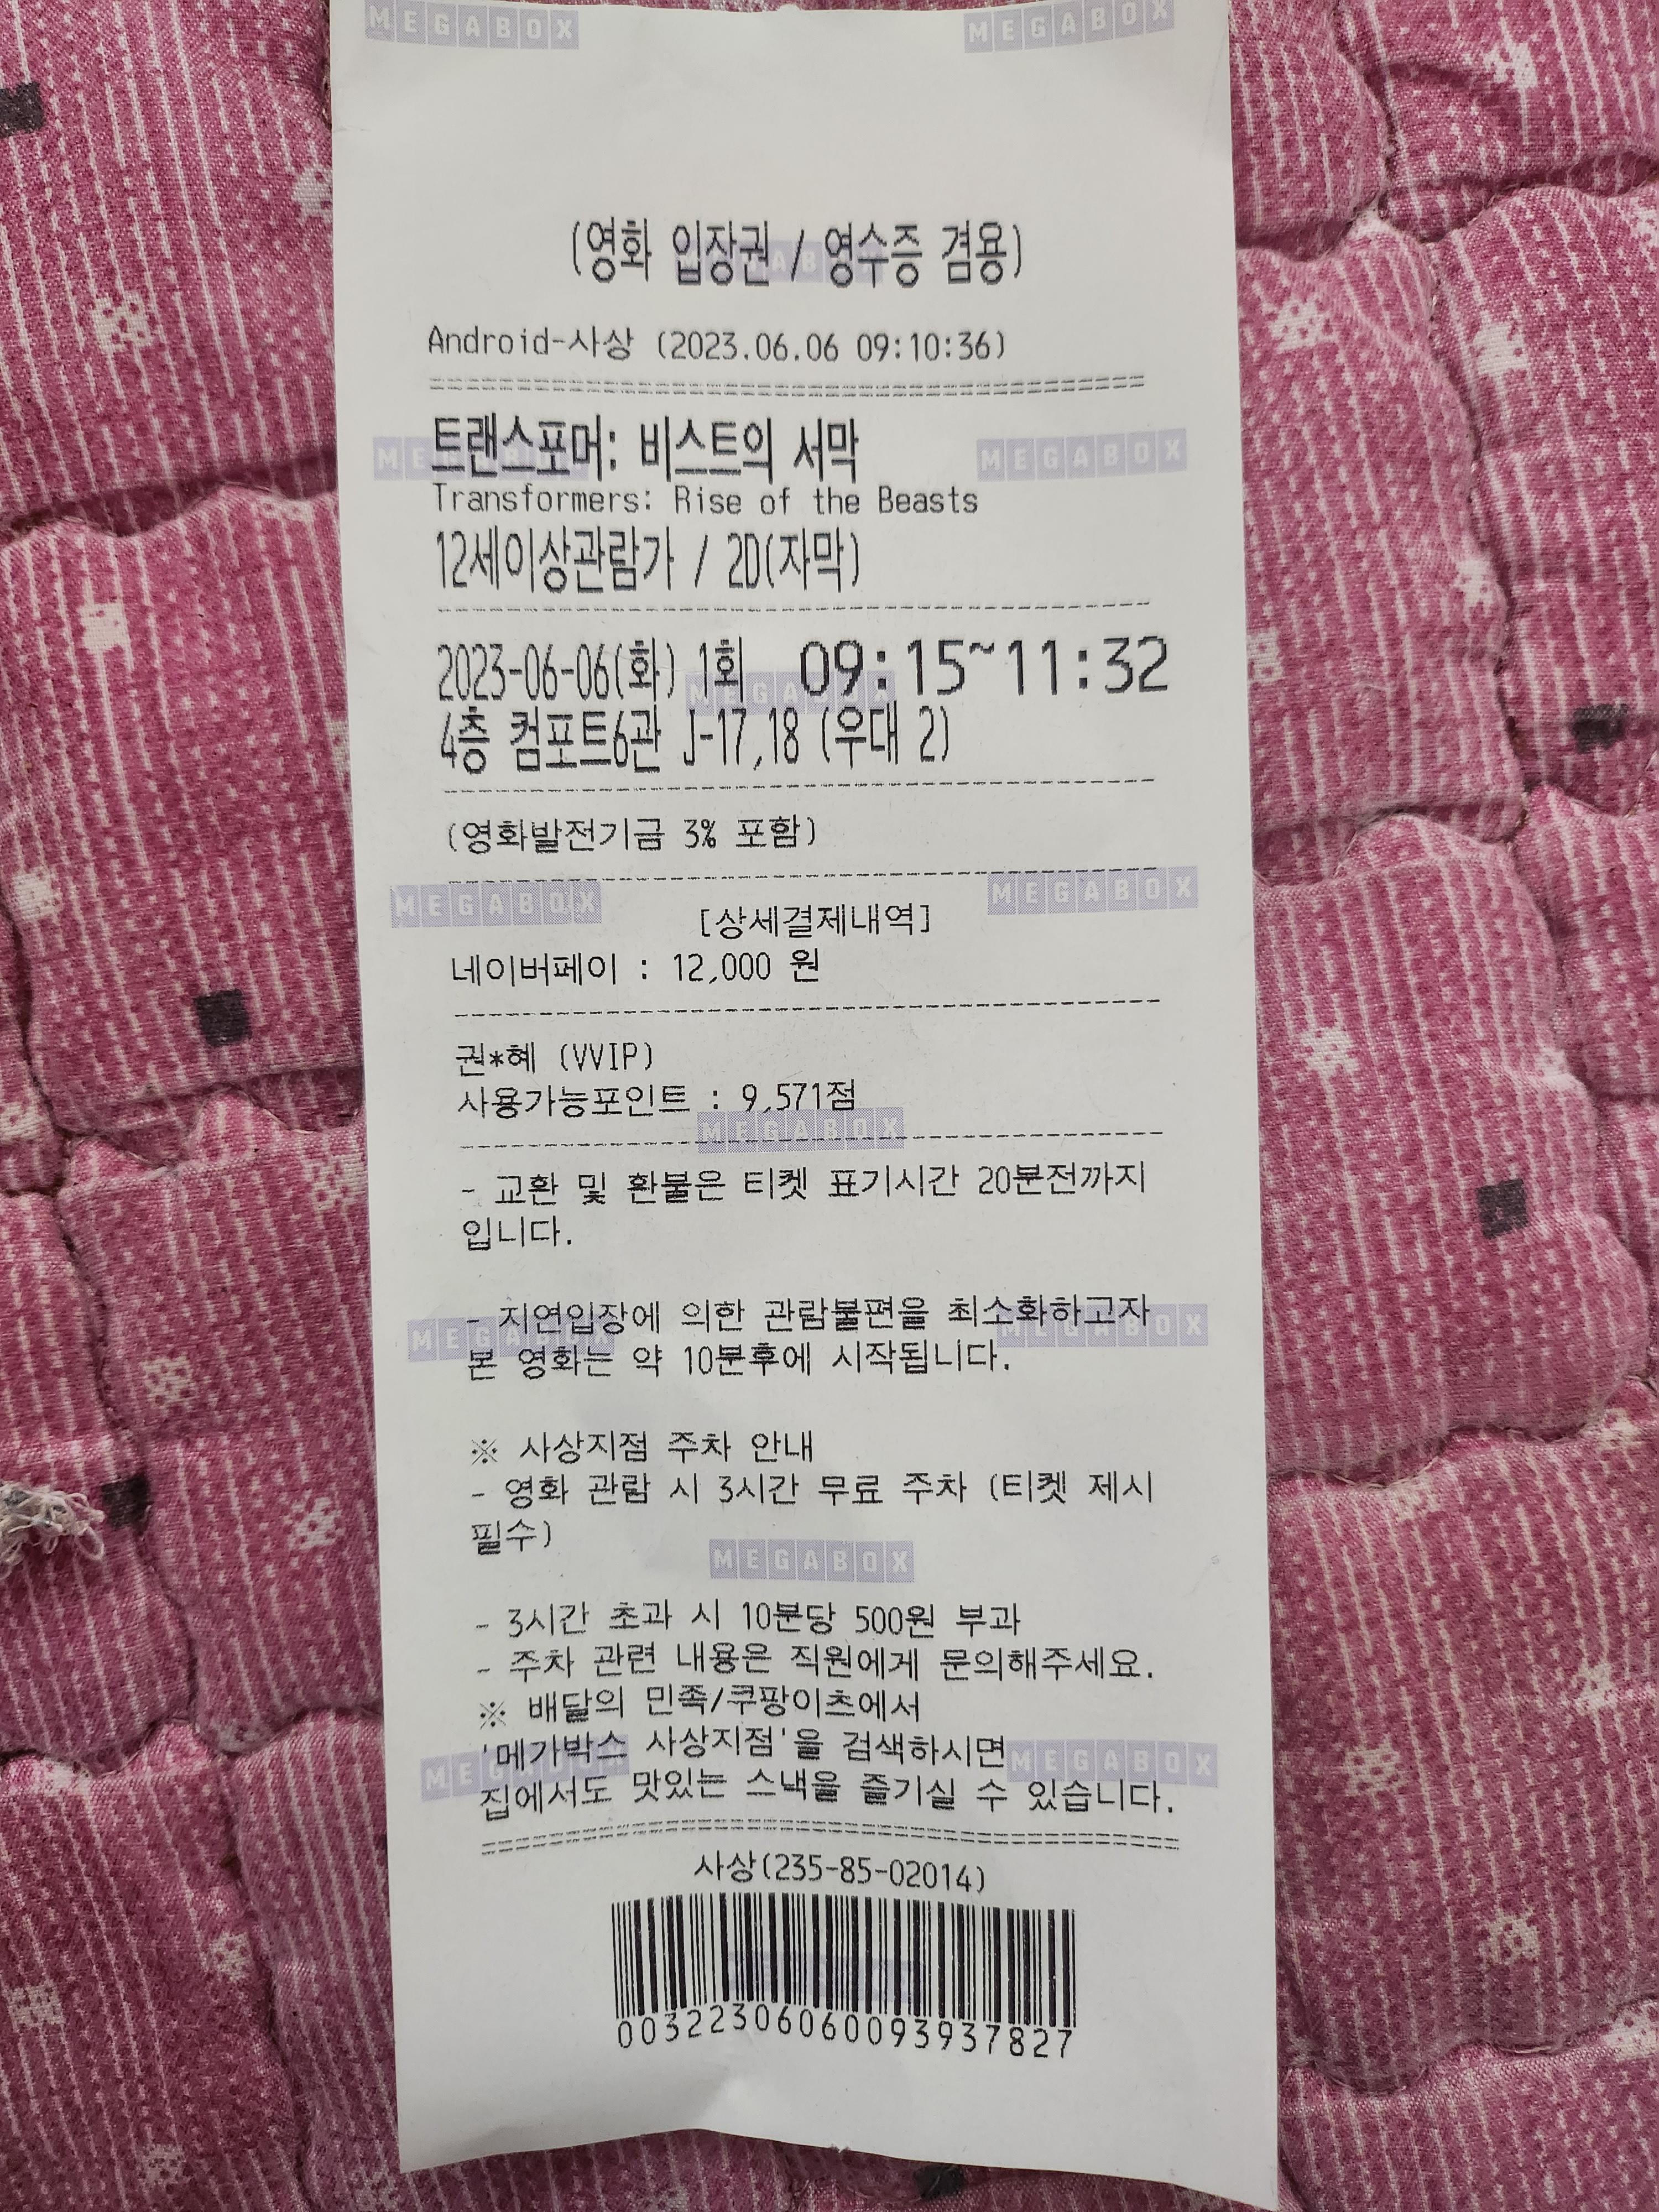 MEGABOX MEGABOX
(영화 입장권 / 영수증 겸용)
Android-사상 (2023.06.06 09:10:36)
트랜스포머: 비스트의 서막
MEGABOX
Transformers: Rise of the Beasts
12세이상관람가 / 2D(자막)
2023-06-06(화) 1회 09:15~11:32
MEGABOX
4층 컴포트6관 J-17,18 (우대 2)
(영화발전기금 3% 포함)
MEGABOX MEGABOX
[상세결제내역]
네이버페이 : 12,000 원
권*혜 (VVIP)
사용가능포인트 : 9,571점
MEGABOX
- 교환 및 환불은 티켓 표기시간 20분전까지
입니다.
- 지연입장에 의한 관람불편을 최소화하고자
MEGABOX MEGABOX
본 영화는 약 10분후에 시작됩니다.
※ 사상지점 주차 안내
- 영화 관람 시 3시간 무료 주차 (티켓 제시
필수)
MEGABOX
- 3시간 초과 시 10분당 500원 부과
- 주차 관련 내용은 직원에게 문의해주세요.
※ 배달의 민족/쿠팡이츠에서
'메가박스 사상지점'을 검색하시면
MEGABOX
집에서도 맛있는 스낵을 즐기실 수 있습니다.
사상(235-85-02014)
00322306060093937827